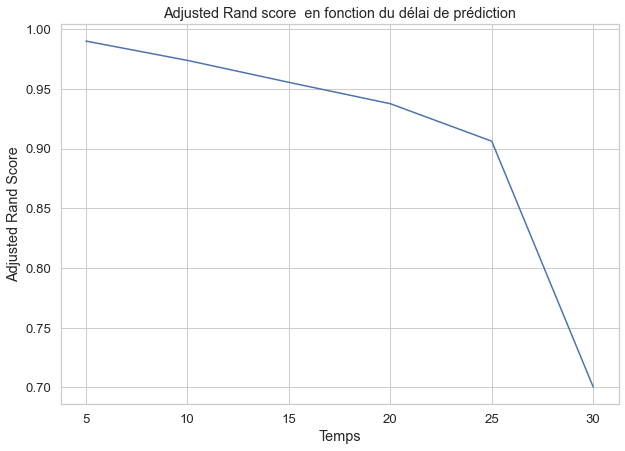 Adjusted Rand score  en fonction du délai de prédiction
Adjusted Rand Score
1.00
0.95
0.90
0.85
0.80
0.75
0.70
5 10 15 20 25 30
Temps